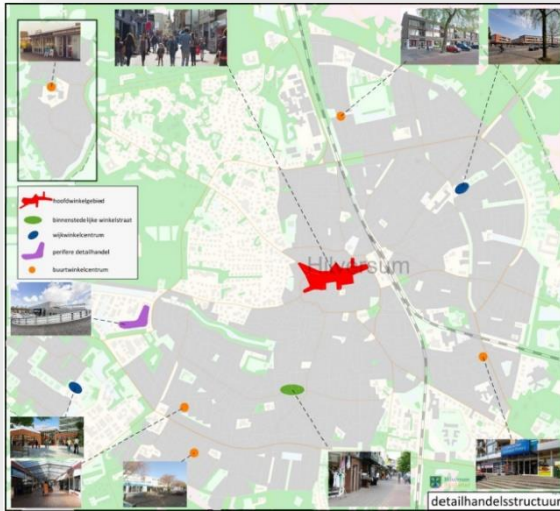 hoofdwinkelgebied
binnenstedelijke winkelstraat
wijkwinkelcentrum
perifere detailhandel
buurtwinkelcentrum
Hilversum
detailhandelsstructuur